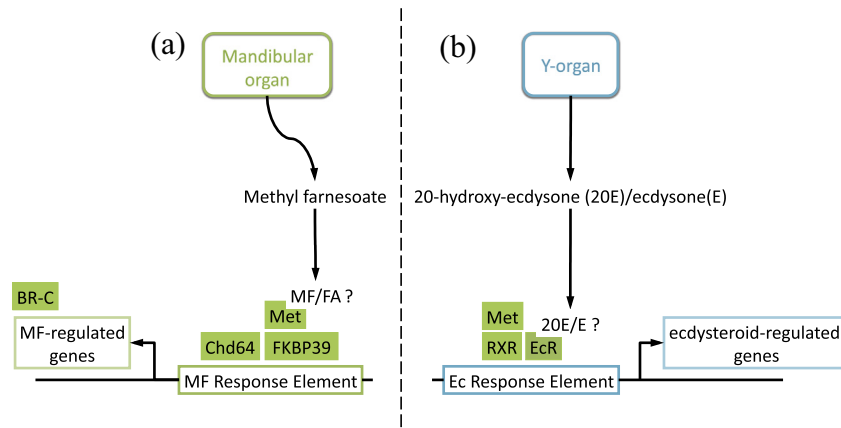 (a)
Mandibular
organ
Methyl farnesoate
MF/FA ?
BR-C
Met
MF-regulated
genes
Chd64
FKBP39
MF Response Element
(b)
Y-organ
20-hydroxy-ecdysone (20E)/ecdysone(E)
Met
20E/E ?
RXR
EcR
ecdysteroid-regulated
genes
Ec Response Element